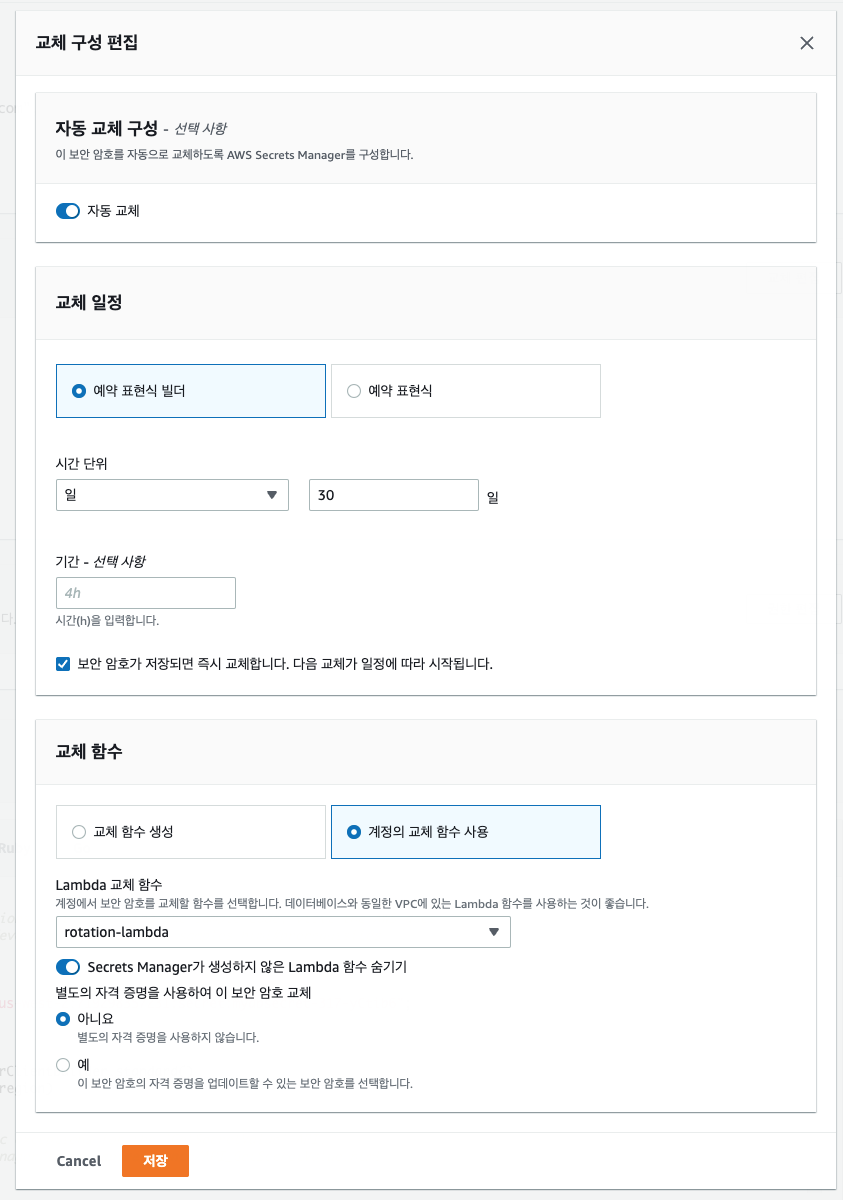 교체 구성 편집
자동 교체 구성 - 선택 사항
이 보안 암호를 자동으로 교체하도록 AWS Secrets Manager를 구성합니다.
자동 교체
교체 일정
예약 표현식 빌더
예약 표현식
시간 단위
일
30
일
기간 - 선택 사항
4h
시간(h)을 입력합니다.
보안 암호가 저장되면 즉시 교체합니다. 다음 교체가 일정에 따라 시작됩니다.
교체 함수
교체 함수 생성
계정의 교체 함수 사용
Lambda 교체 함수
계정에서 보안 암호를 교체할 함수를 선택합니다. 데이터베이스와 동일한 VPC에 있는 Lambda 함수를 사용하는 것이 좋습니다.
rotation-lambda
Secrets Manager가 생성하지 않은 Lambda 함수 숨기기
별도의 자격 증명을 사용하여 이 보안 암호 교체
아니요
별도의 자격 증명을 사용하지 않습니다.
예
이 보안 암호의 자격 증명을 업데이트할 수 있는 보안 암호를 선택합니다.
Cancel
저장